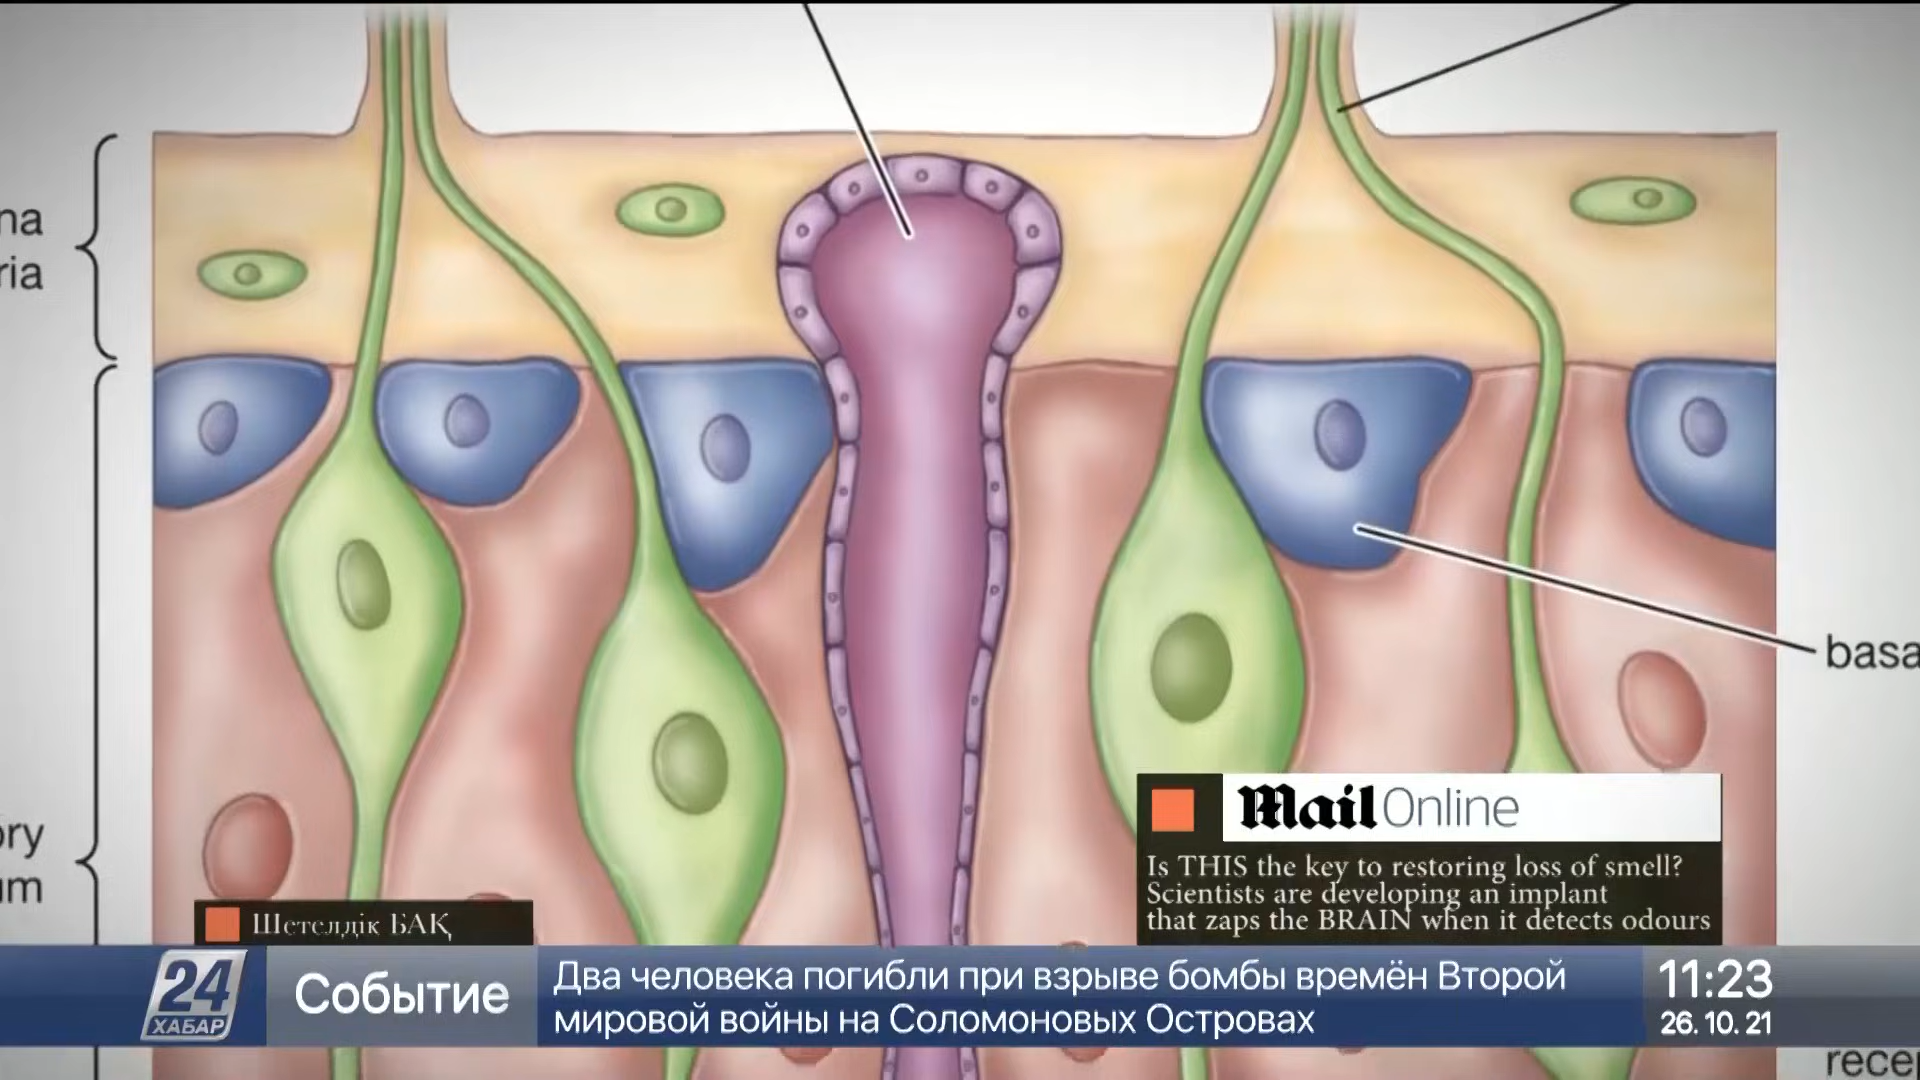 na
ria
basa
ory
um
Mail Online
Is THIS the key to restoring loss of smell?
Scientists are developing an implant
that zaps the BRAIN when it detects odours
Шетелдік БАҚ
24
ХАБАР
Событие
Два человека погибли при взрыве бомбы времён Второй
мировой войны на Соломоновых Островах
11:23
26. 10. 21
recep